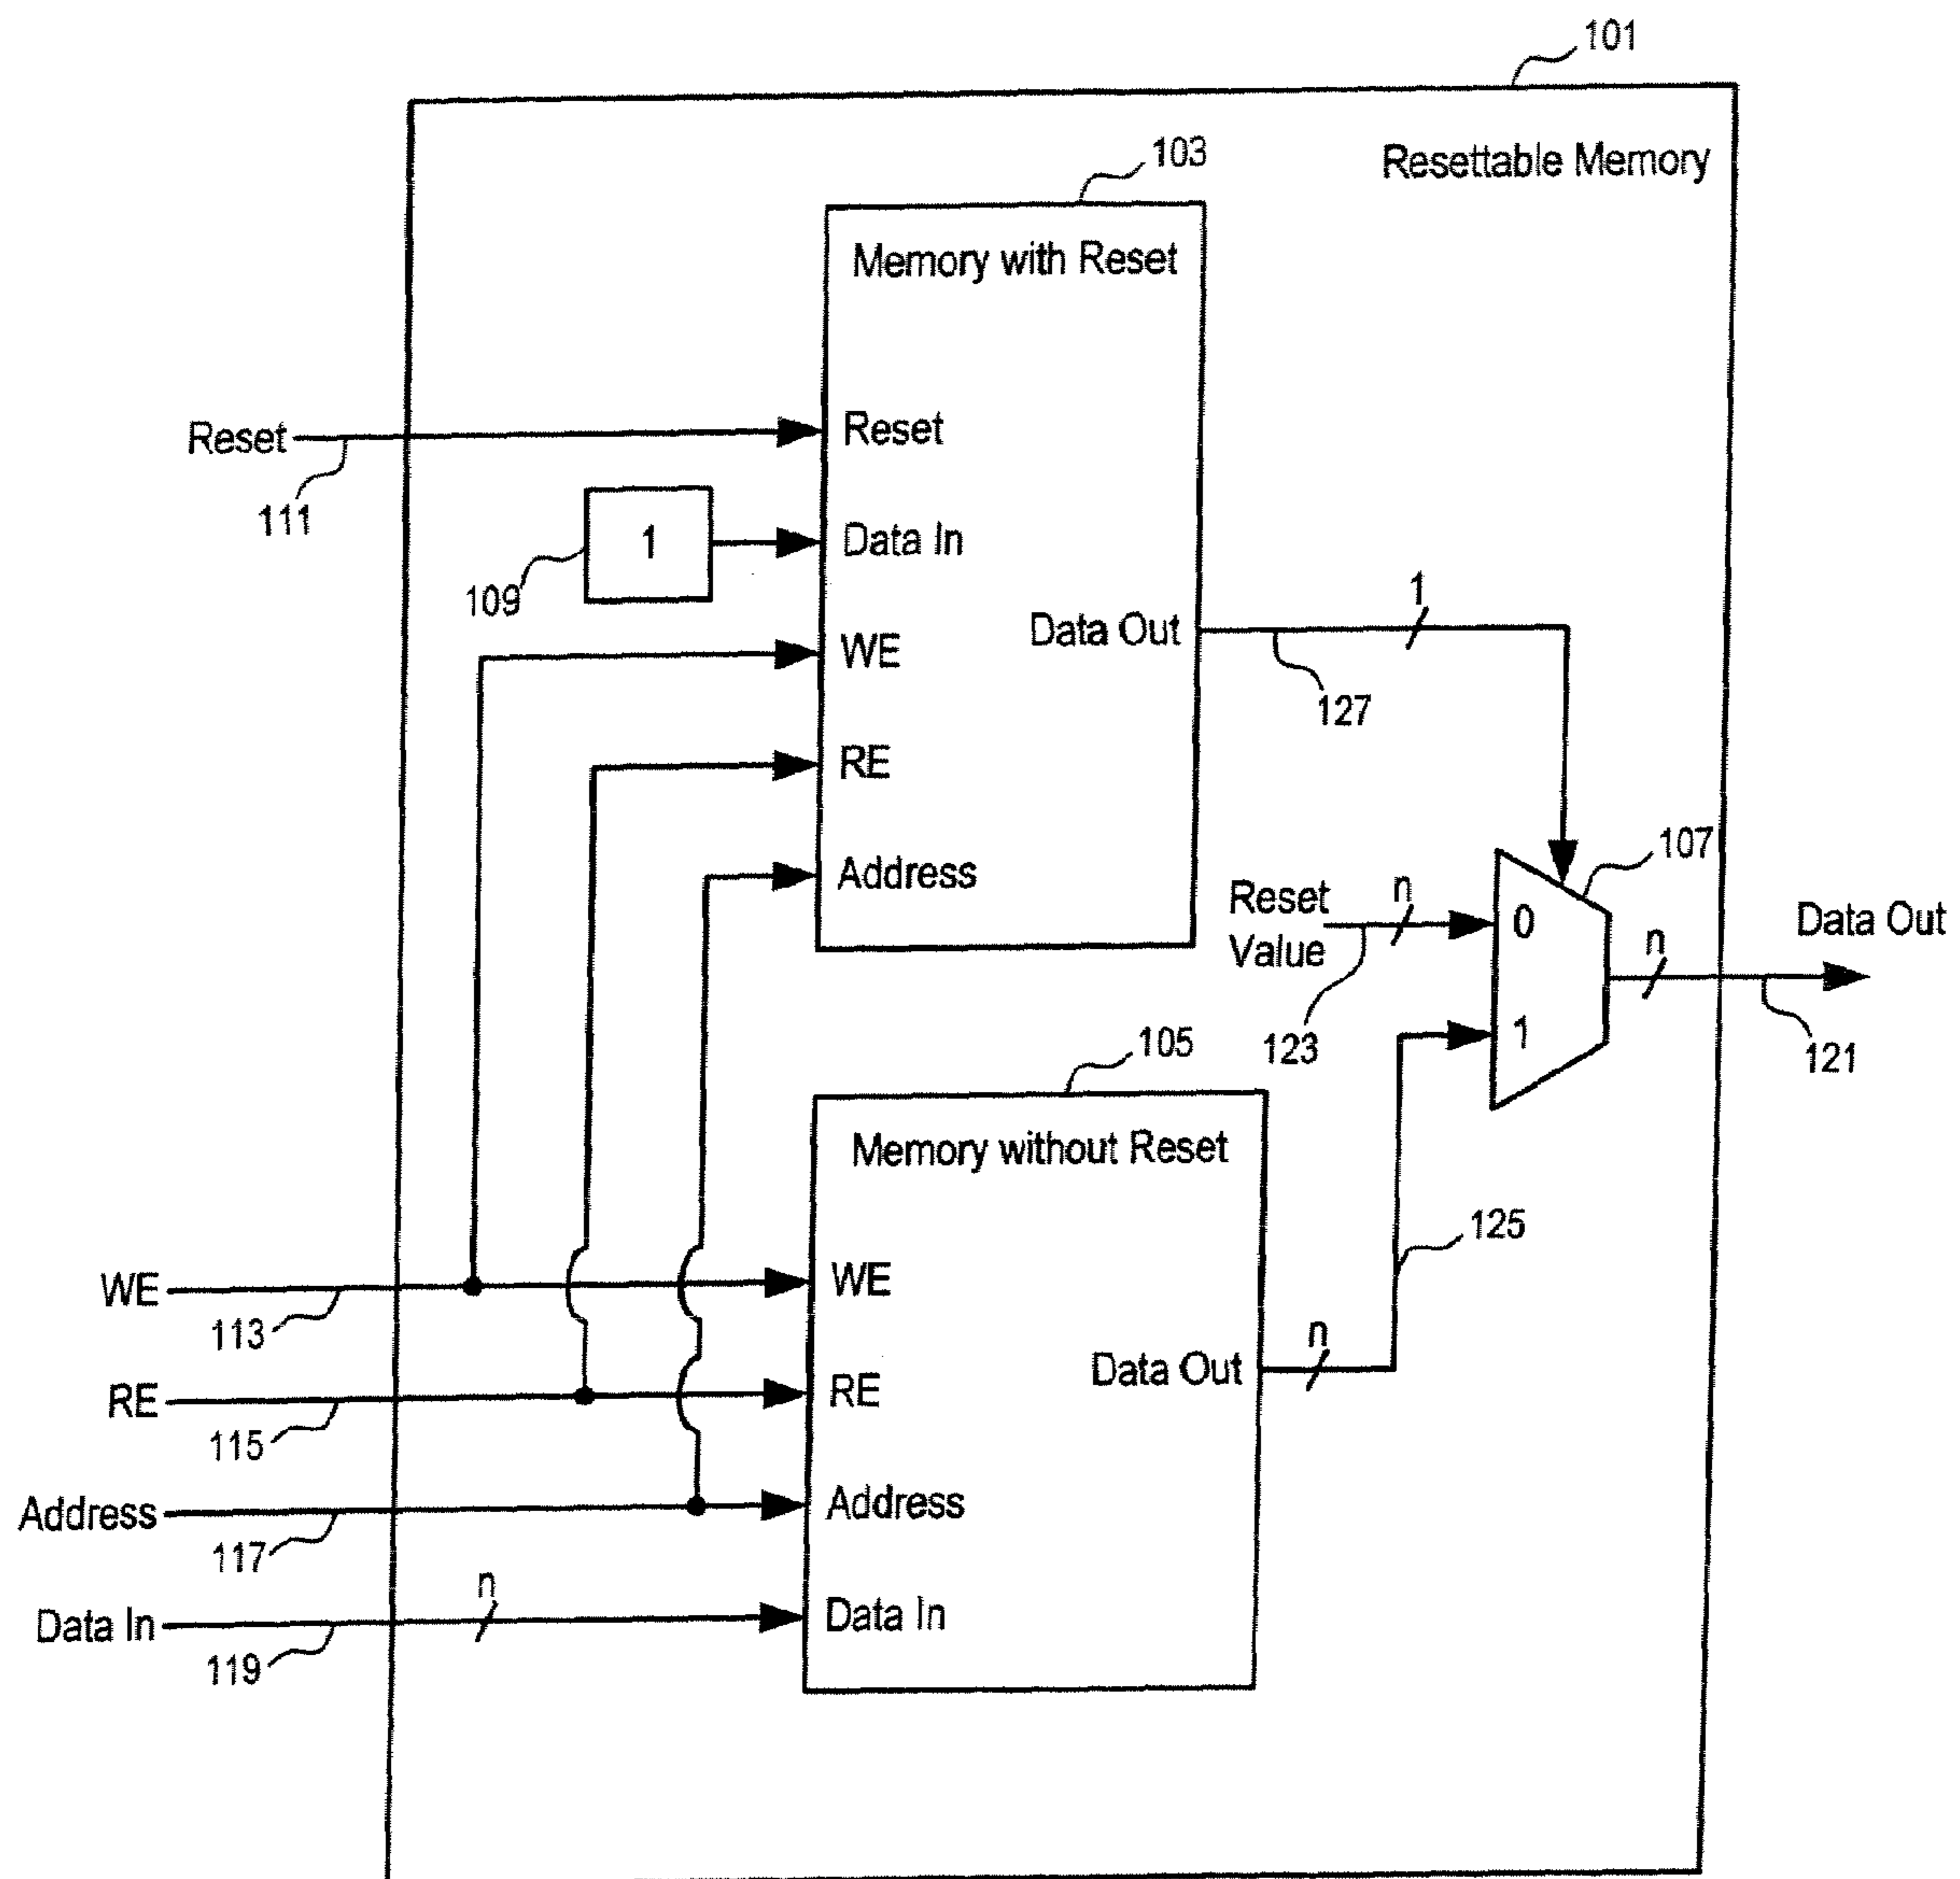 101
Resettable Memory
103
Memory with Reset
Reset
111
Reset
1
109
Data In
WE
RE
Address
Data Out
1
127
107
Reset
Value
n
123
0
1
n
Data Out
121
105
Memory without Reset
125
WE
113
WE
RE
115
RE
Data Out
n
Address
117
Address
Data In
119
n
Data In